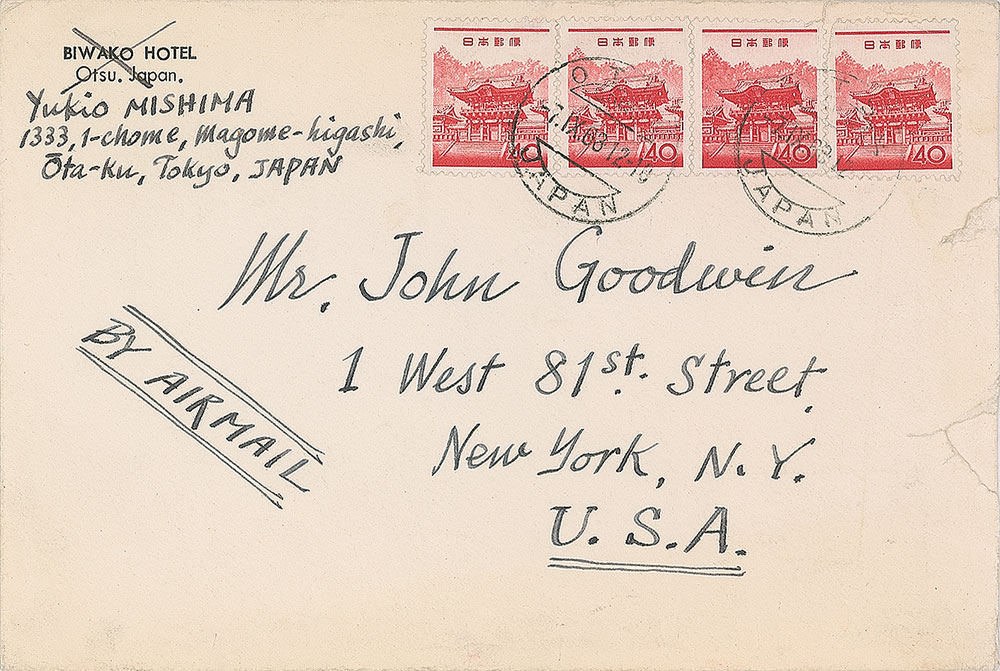 BIWAKO HOTEL
Otsu. Japan.
Yukio MISHIMA
1333, 1-chome, Magome-higashi,
Ōta-ku, Tokyo, JAPAN
日本郵便 日本郵便 日本郵便 日本郵便
40 40 40 40
JAPAN
JAPAN
Mr. John Goodwin
1 West 81st. Street
New York, N.Y.
U.S.A.
BY AIRMAIL